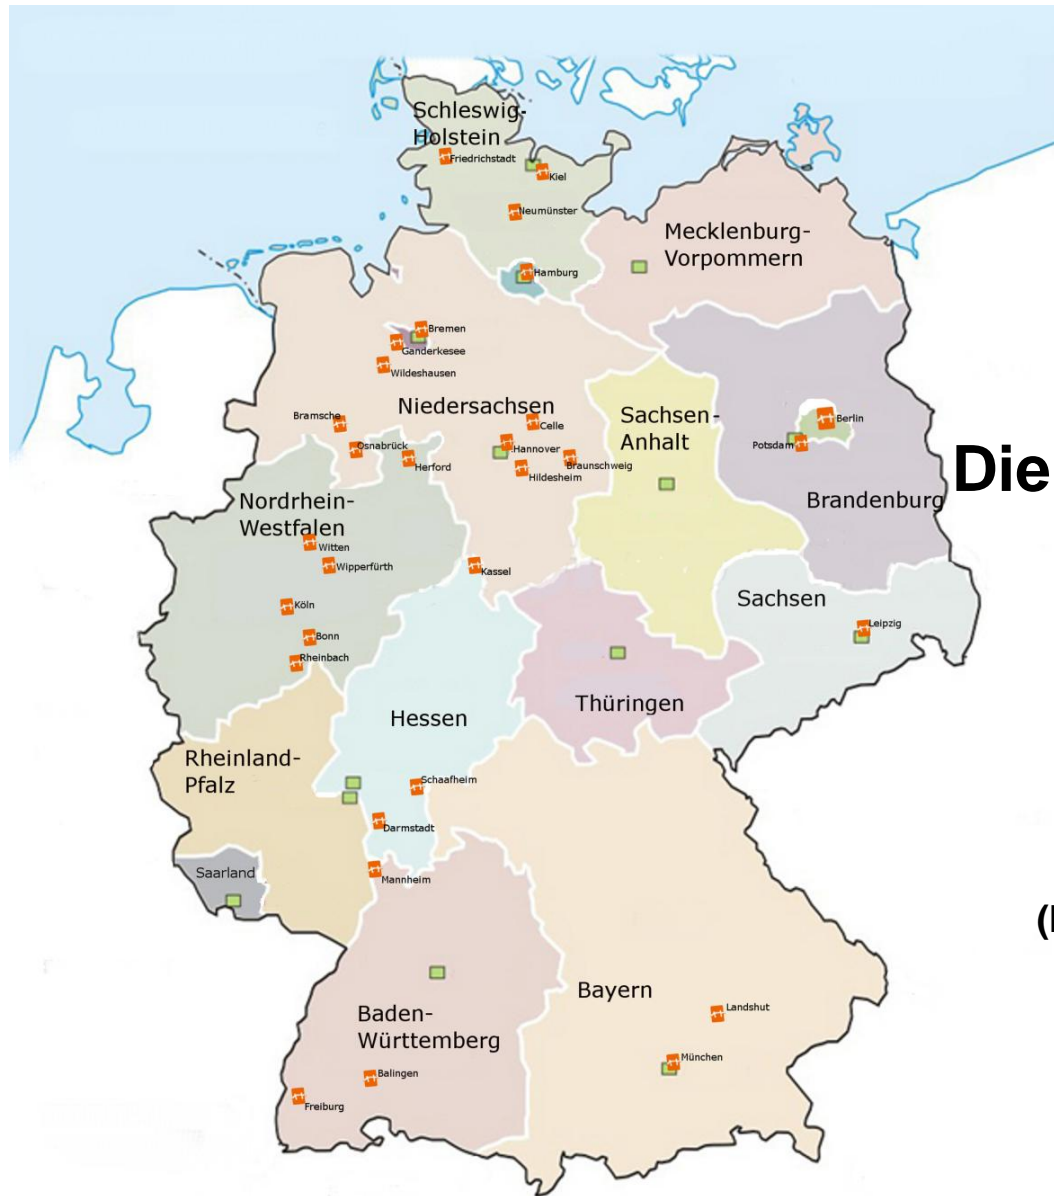 Schleswig-
Holstein
Friedrichstadt
Kiel
Neumünster
Mecklenburg-
Vorpommern
Hamburg
Bremen
Ganderkesee
Wildeshausen
Niedersachsen
Bramsche
Celle
Sachsen-
Anhalt
Berlin
Potsdam
Osnabrück
Hannover
Herford
Braunschweig
Hildesheim
Die
Brandenburg
Nordrhein-
Westfalen
Witten
Wipperfürth
Kassel
Köln
Sachsen
Leipzig
Bonn
Rheinbach
Thüringen
Hessen
Rheinland-
Pfalz
Schaafheim
Darmstadt
Saarland
Mannheim
Bayern
Baden-
Württemberg
Landshut
München
Balingen
Freiburg